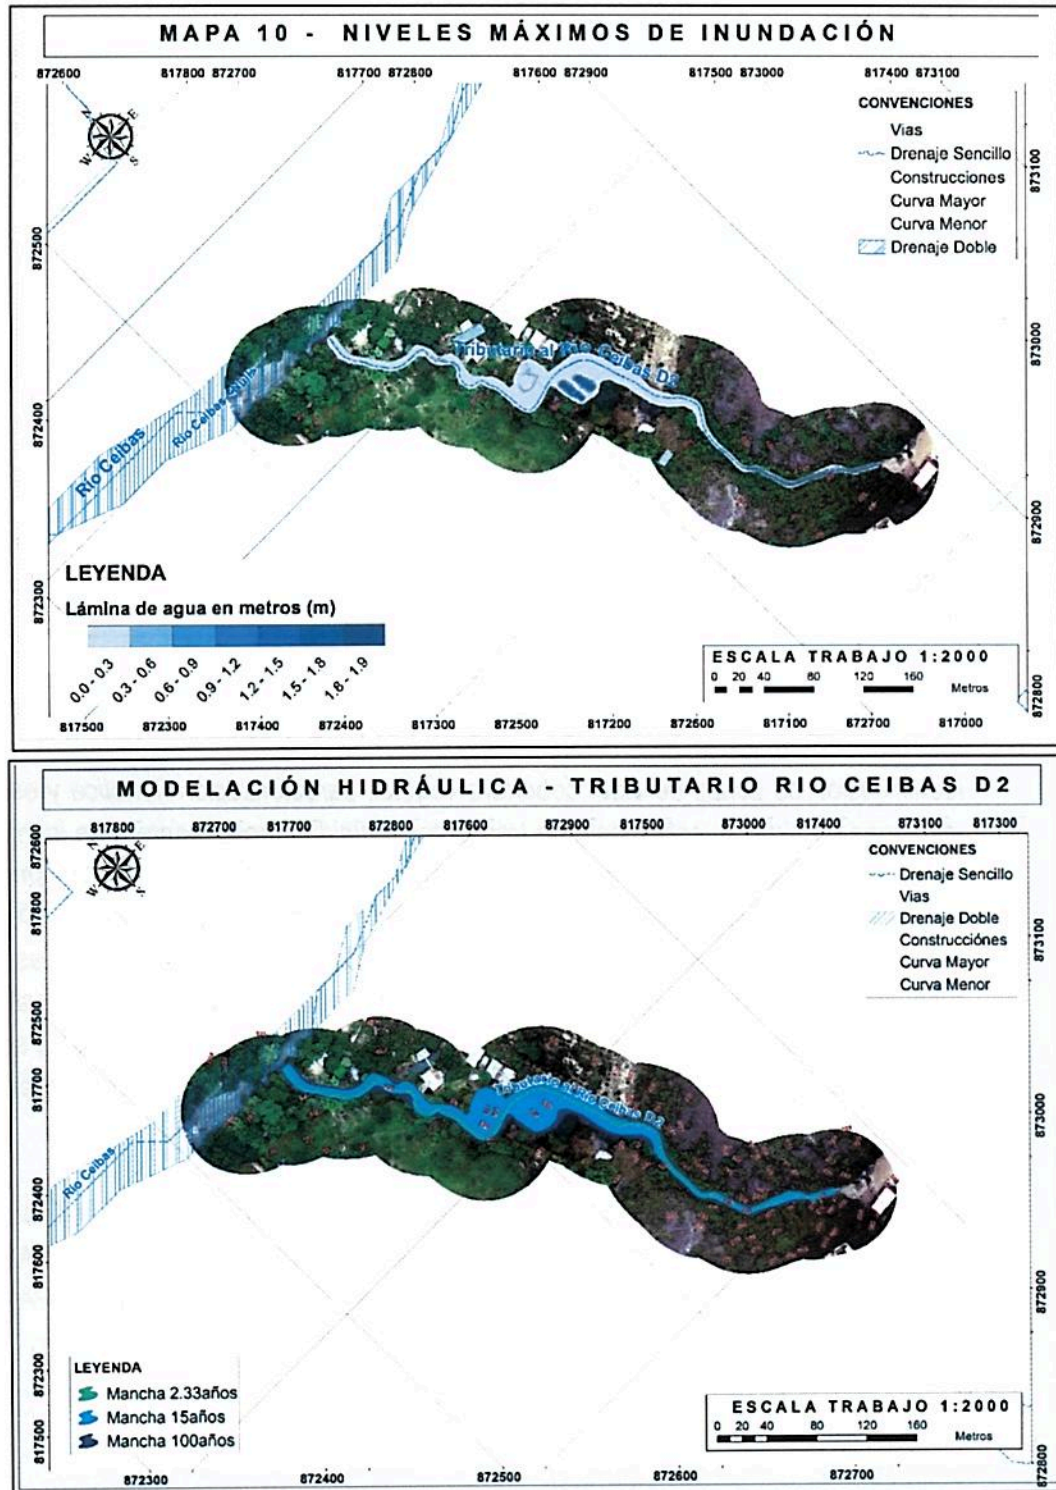 MAPA 10 - NIVELES MÁXIMOS DE INUNDACIÓN
872600 817800 872700 817700 872800 817600 872900 817500 873000 817400 873100
N E
W S
CONVENCIONES
Vias
Drenaje Sencillo
Construcciones
Curva Mayor
Curva Menor
Drenaje Doble
873100
873000
872900
872800
872500
872400
872300
Tributario al Rio Ceibas D2
Río Ceibas
Río Ceibas <Nul>
LEYENDA
Lámina de agua en metros (m)
0.0 - 0.3
0.3 - 0.6
0.6 - 0.9
0.9 - 1.2
1.2 - 1.5
1.5 - 1.8
1.8 - 1.9
ESCALA TRABAJO 1:2000
0 20 40 80 120 160
Metros
817500 872300 817400 872400 817300 872500 817200 872600 817100 872700 817000
MODELACIÓN HIDRÁULICA - TRIBUTARIO RIO CEIBAS D2
817800 872700 817700 872800 817600 872900 817500 873000 817400 873100 817300
N E
W S
CONVENCIONES
Drenaje Sencillo
Vias
Drenaje Doble
Construcciónes
Curva Mayor
Curva Menor
872600
817800
872500
817700
872400
817600
872300
817500
873100
873000
872900
872800
Tributario al Rio Ceibas D2
Río Ceibas
LEYENDA
Mancha 2.33años
Mancha 15años
Mancha 100años
ESCALA TRABAJO 1:2000
0 20 40 80 120 160
Metros
872300 872400 872500 872600 872700